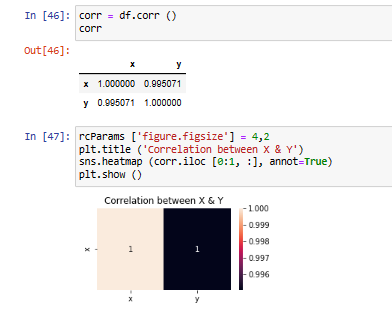 In [46]: corr = df.corr ()
corr
Out[46]:
x y
x 1.000000 0.995071
y 0.995071 1.000000
In [47]: rcParams ['figure.figsize'] = 4,2
plt.title ('Correlation between X & Y')
sns.heatmap (corr.iloc [0:1, :], annot=True)
plt.show ()
Correlation between X & Y
1.000
0.999
0.998
0.997
0.996
x 1 1
x y